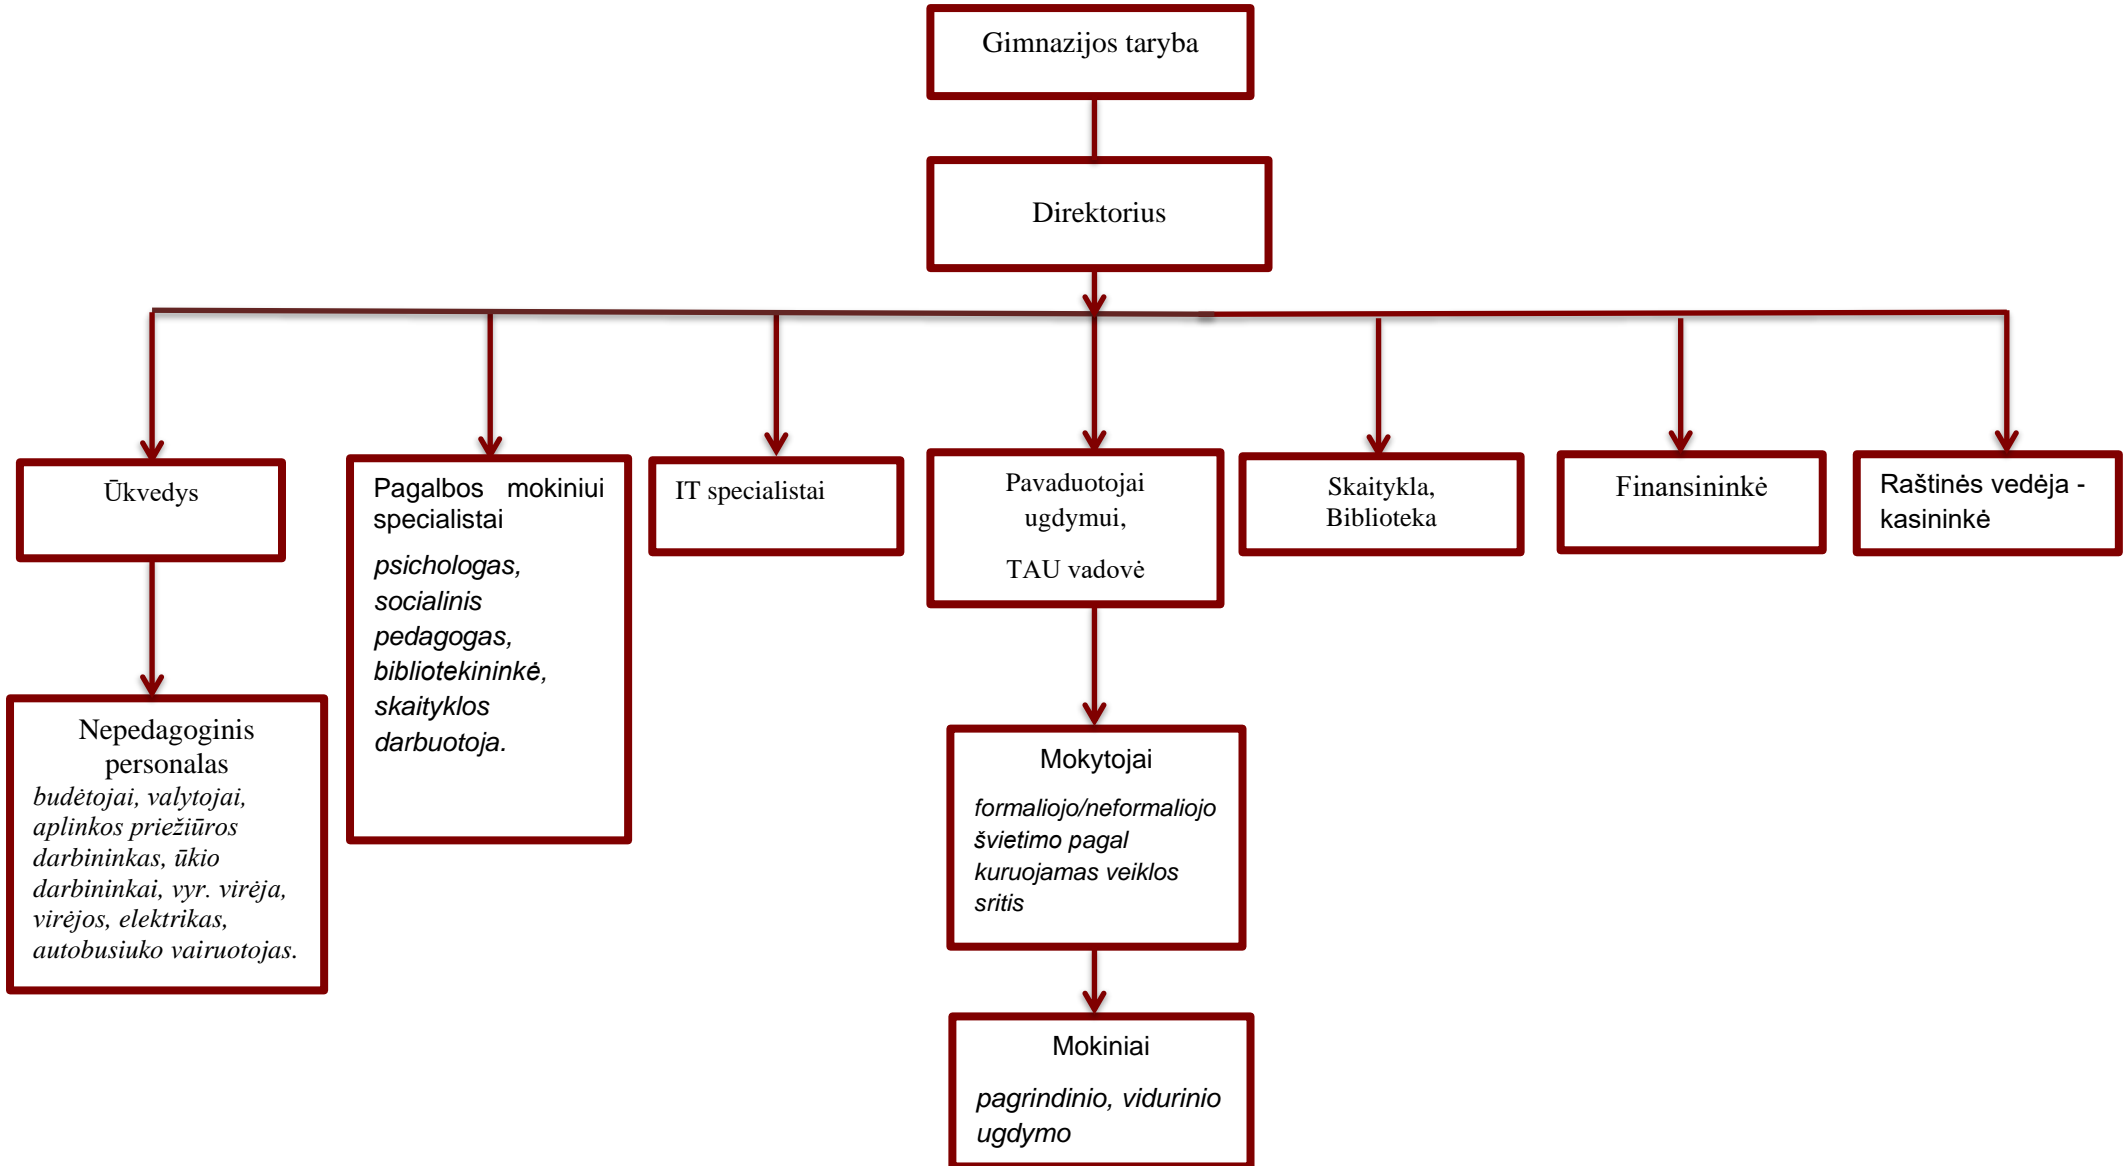 Gimnazijos taryba
Direktorius
Ūkvedys
Pagalbos mokiniui
specialistai
psichologas,
socialinis
pedagogas,
bibliotekininkė,
skaityklos
darbuotoja.
IT specialistai
Pavaduotojai
ugdymui,
TAU vadovė
Skaitykla,
Biblioteka
Finansininkė
Raštinės vedėja -
kasininkė
Nepedagoginis
personalas
budėtojai, valytojai,
aplinkos priežiūros
darbininkas, ūkio
darbininkai, vyr. virėja,
virėjos, elektrikas,
autobusiuko vairuotojas.
Mokytojai
formaliojo/neformaliojo
švietimo pagal
kuruojamas veiklos
sritis
Mokiniai
pagrindinio, vidurinio
ugdymo